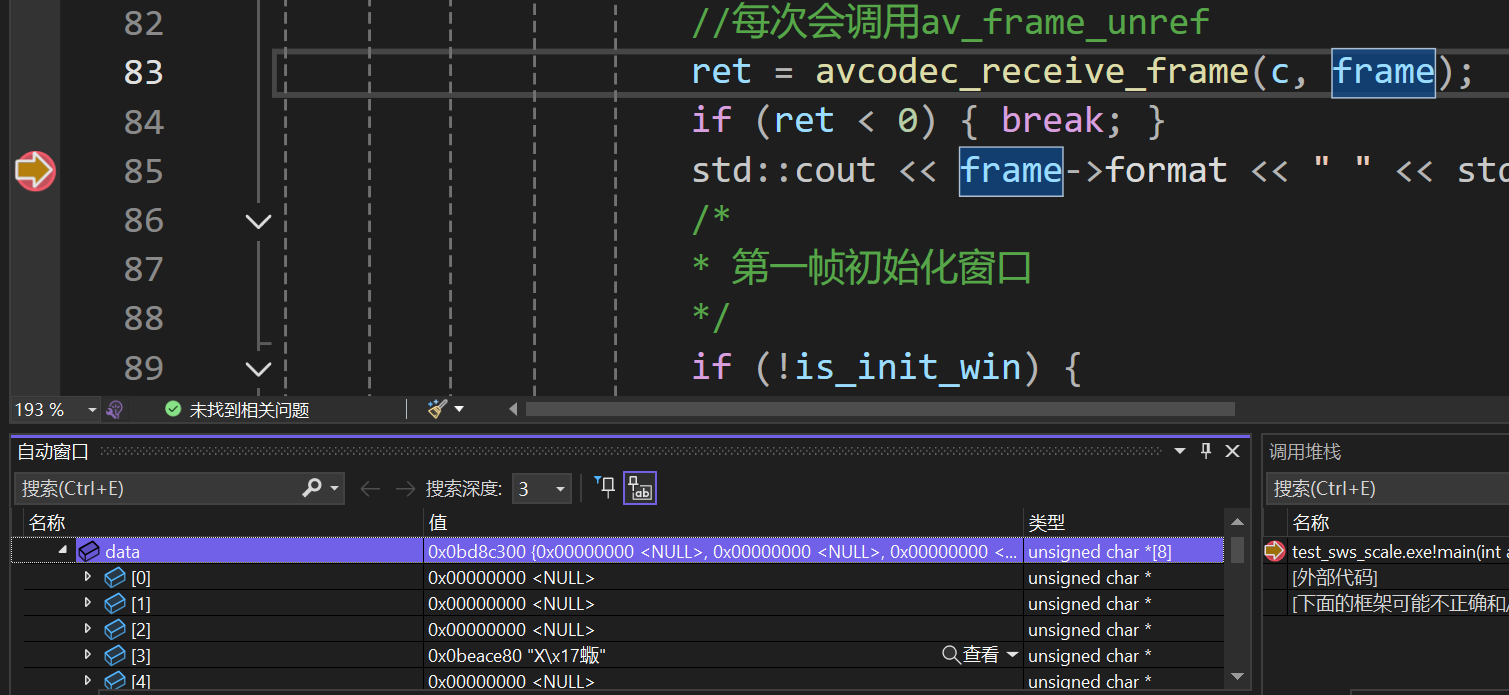 82 //每次会调用av_frame_unref
83 ret = avcodec_receive_frame(c, frame);
84 if (ret < 0) { break; }
85 std::cout << frame->format << " " << std
86 /*
87 * 第一帧初始化窗口
88 */
89 if (!is_init_win) {
193 % 未找到相关问题
自动窗口
搜索(Ctrl+E) 搜索深度: 3
名称 值 类型
data 0x0bd8c300 {0x00000000 <NULL>, 0x00000000 <NULL>, 0x00000000 <... unsigned char *[8]
[0] 0x00000000 <NULL> unsigned char *
[1] 0x00000000 <NULL> unsigned char *
[2] 0x00000000 <NULL> unsigned char *
[3] 0x0beace80 "X\x17蝂" 查看 unsigned char *
[4] 0x00000000 <NULL> unsigned char *
调用堆栈
搜索(Ctrl+E)
名称
test_sws_scale.exe!main(int a
[外部代码]
[下面的框架可能不正确和/